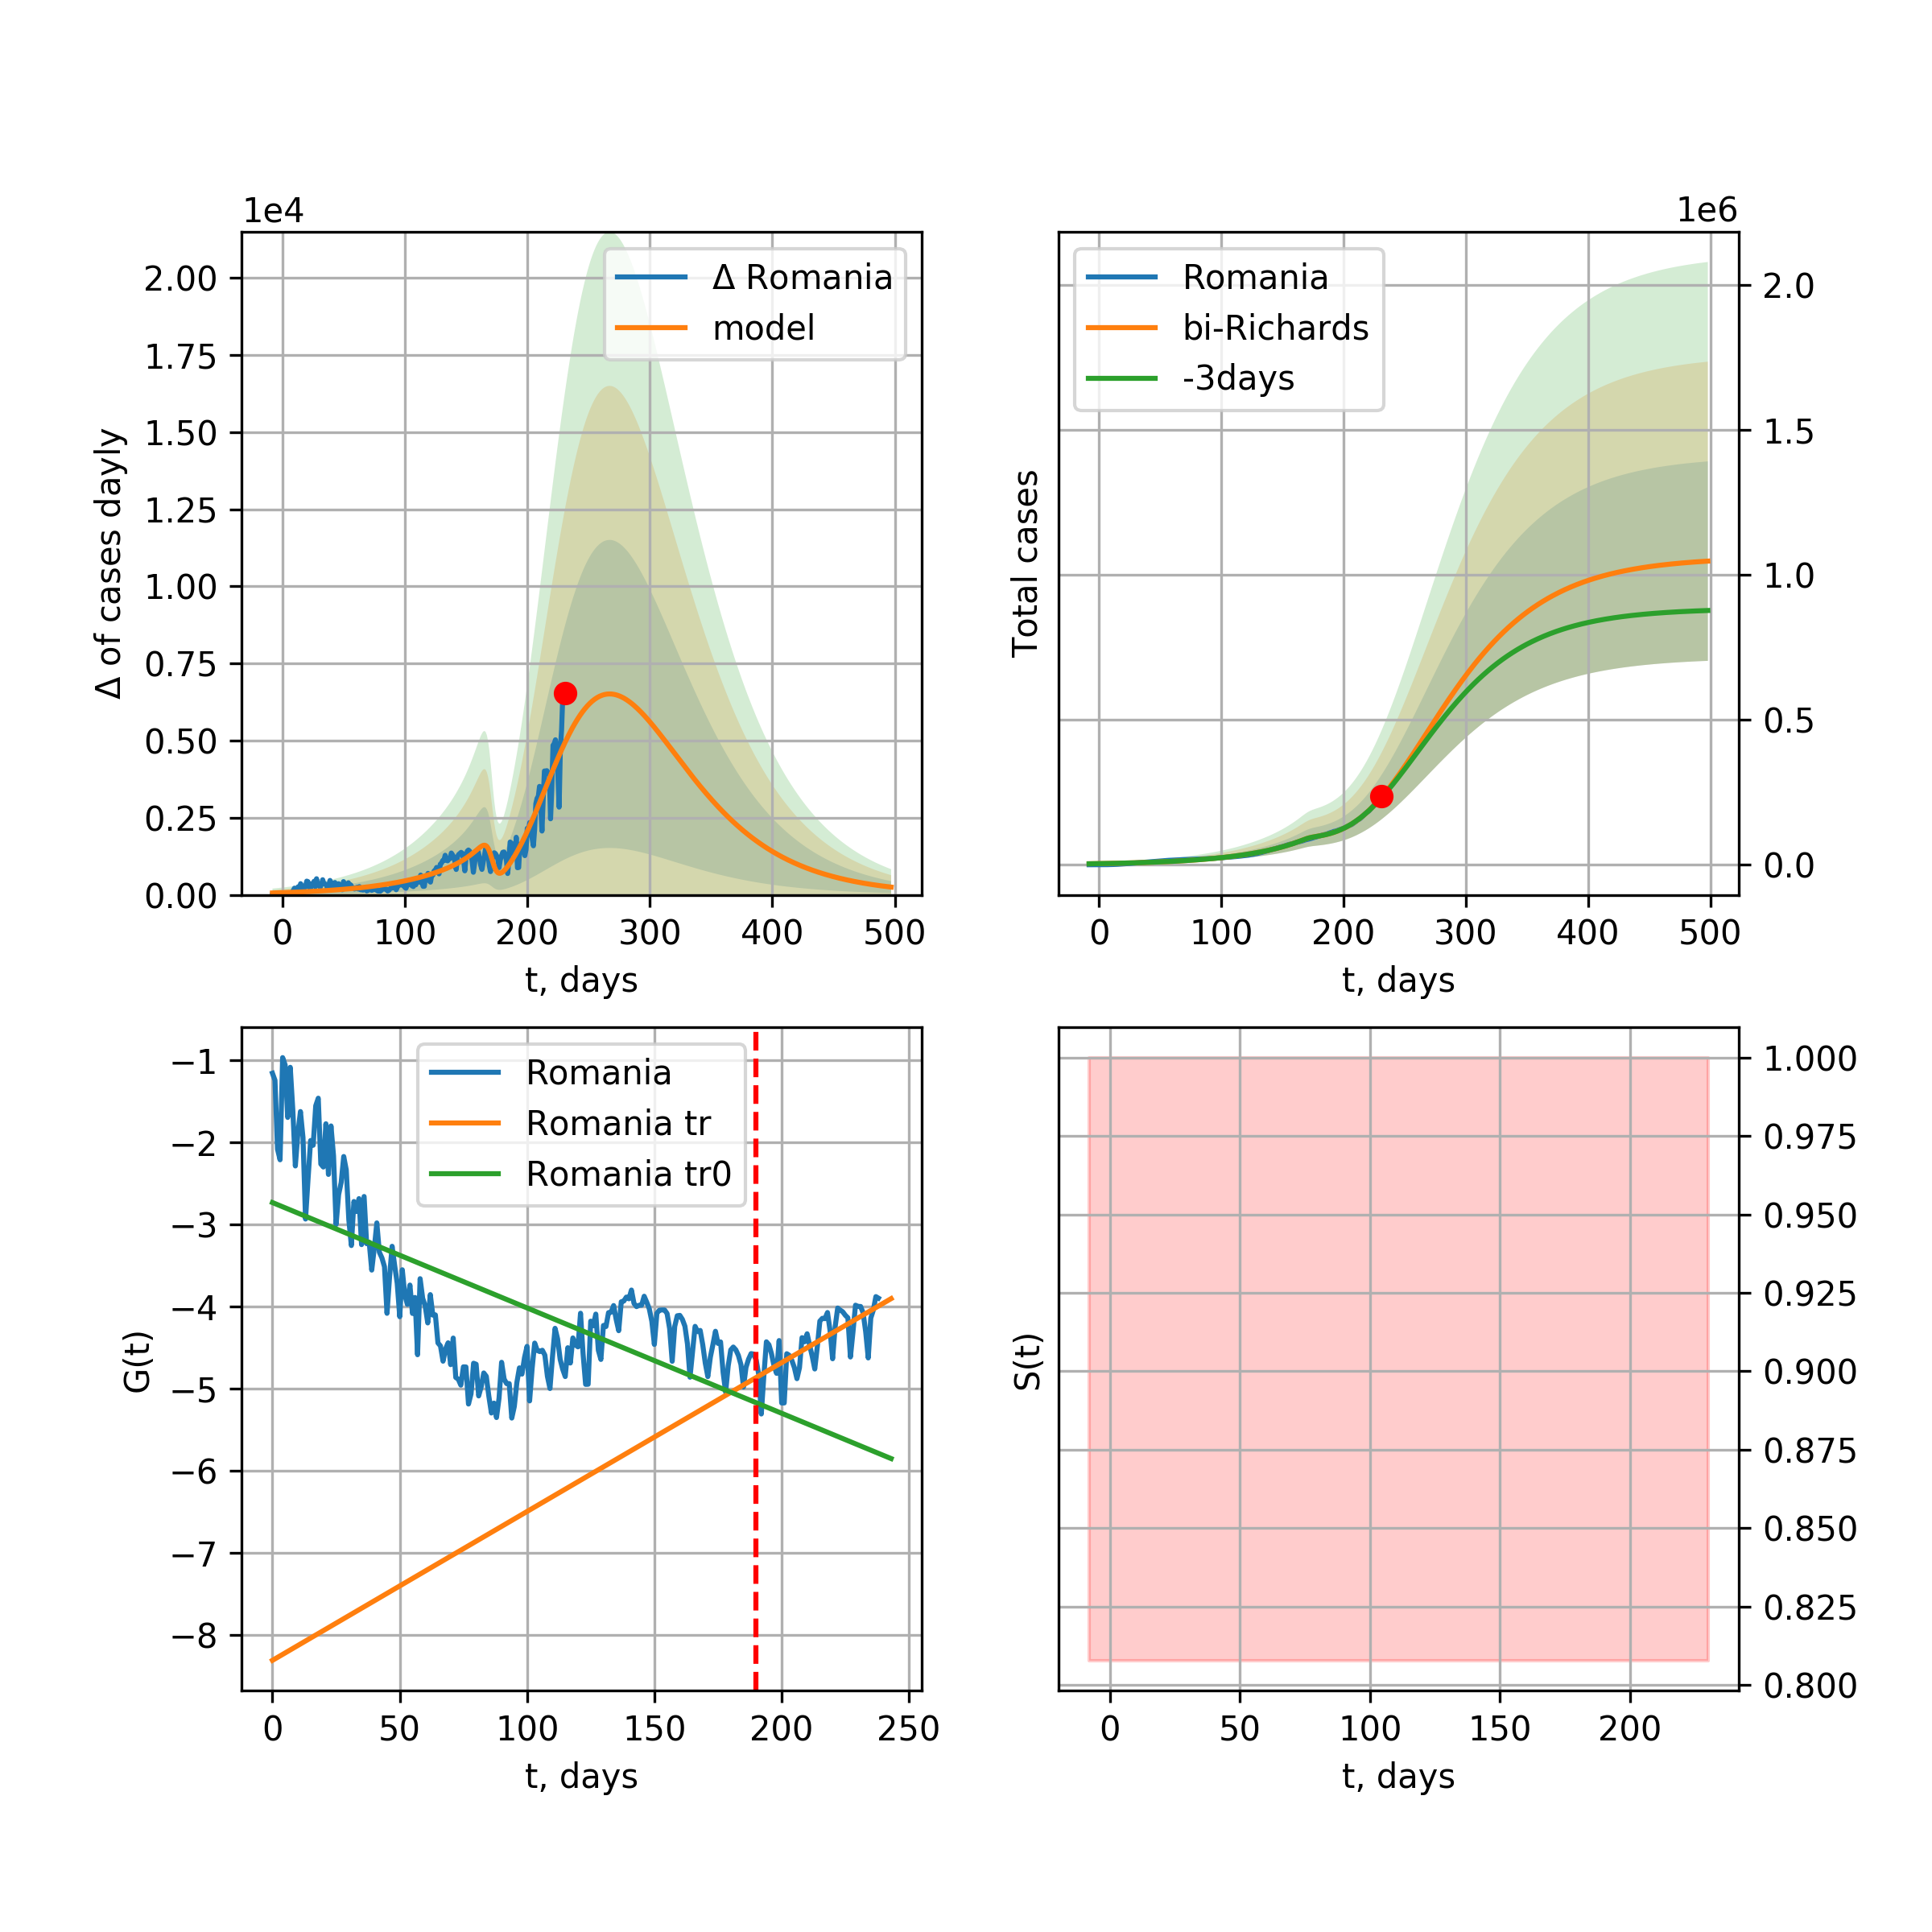 1e4
Δ of cases dayly
2.00
1.75
1.50
1.25
1.00
0.75
0.50
0.25
0.00
Δ Romania
model
0 100 200 300 400 500
t, days
1e6
Total cases
Romania
bi-Richards
-3days
2.0
1.5
1.0
0.5
0.0
0 100 200 300 400 500
t, days
G(t)
−1
−2
−3
−4
−5
−6
−7
−8
Romania
Romania tr
Romania tr0
0 50 100 150 200 250
t, days
S(t)
1.000
0.975
0.950
0.925
0.900
0.875
0.850
0.825
0.800
0 50 100 150 200
t, days